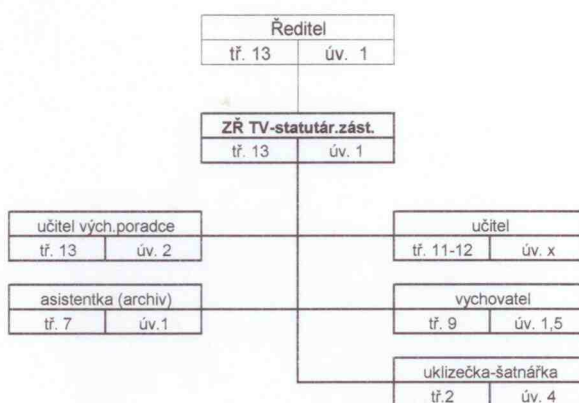 Ředitel
tř. 13 úv. 1
ZŘ TV-statutár.zást.
tř. 13 úv. 1
učitel vých.poradce
tř. 13 úv. 2
učitel
tř. 11-12 úv. x
asistentka (archiv)
tř. 7 úv.1
vychovatel
tř. 9 úv. 1,5
uklizečka-šatnářka
tř.2 úv. 4